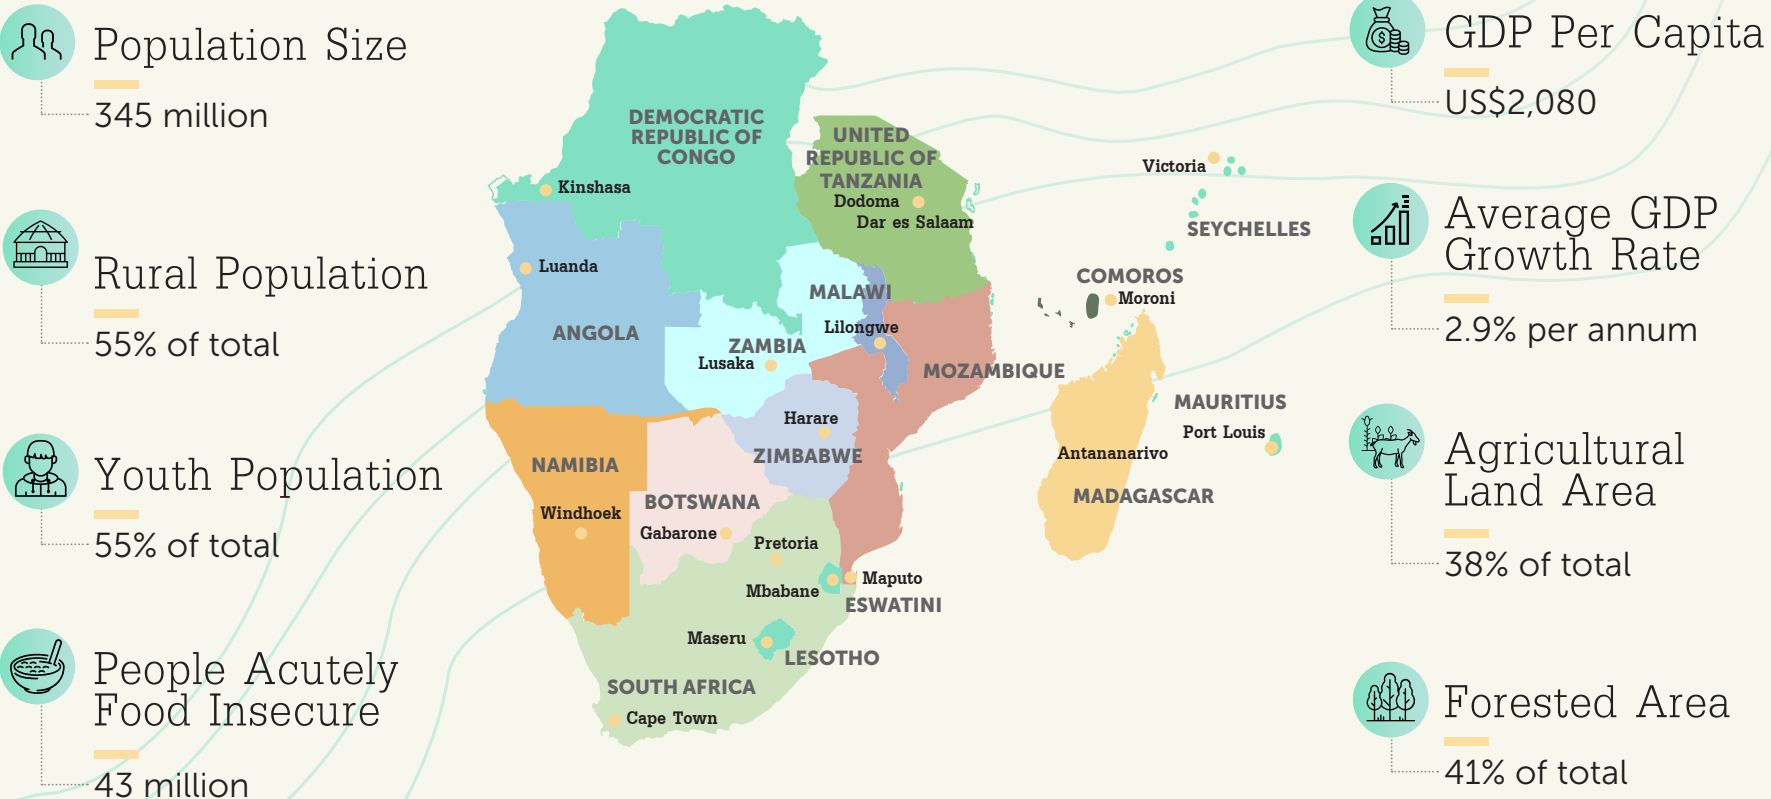 Population Size
345 million
Rural Population
55% of total
Youth Population
55% of total
People Acutely
Food Insecure
43 million
DEMOCRATIC
REPUBLIC OF
CONGO
Kinshasa
UNITED
REPUBLIC OF
TANZANIA
Dodoma
Dar es Salaam
Luanda
ANGOLA
MALAWI
Lilongwe
ZAMBIA
Lusaka
MOZAMBIQUE
Harare
ZIMBABWE
NAMIBIA
Windhoek
BOTSWANA
Gabarone
Pretoria
Mbabane
Maputo
ESWATINI
Maseru
LESOTHO
SOUTH AFRICA
Cape Town
Victoria
SEYCHELLES
COMOROS
Moroni
MAURITIUS
Port Louis
Antananarivo
MADAGASCAR
GDP Per Capita
US$2,080
Average GDP
Growth Rate
2.9% per annum
Agricultural
Land Area
38% of total
Forested Area
41% of total